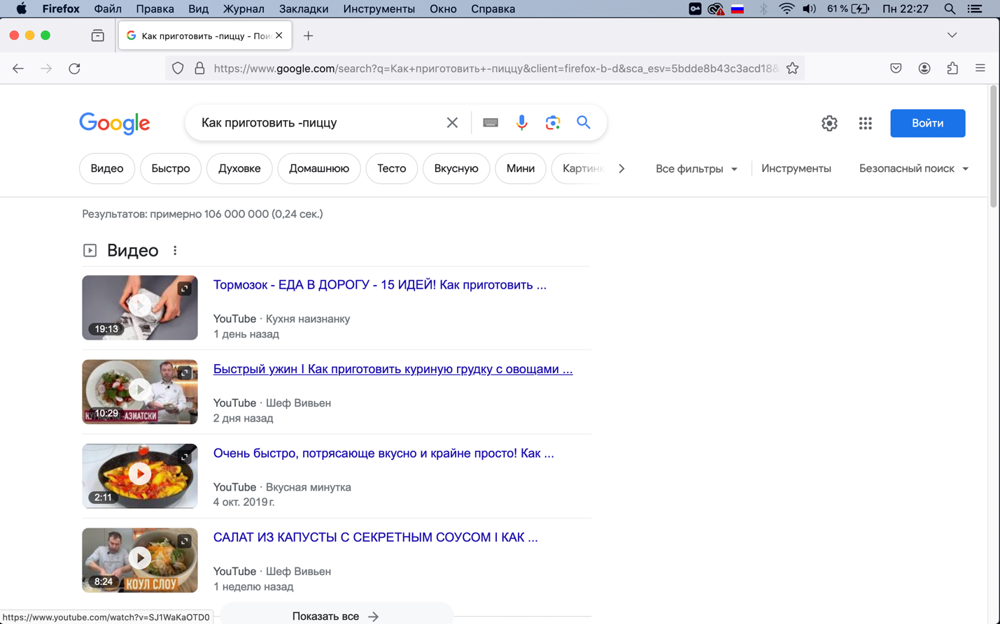 Firefox Файл Правка Вид Журнал Закладки Инструменты Окно Справка 61 % Пн 22:27
Как приготовить -пиццу - Пои
https://www.google.com/search?q=Как+приготовить+-пиццу&client=firefox-b-d&sca_esv=5bdde8b43c3acd18&
Google Как приготовить -пиццу Войти
Видео Быстро Духовке Домашнюю Тесто Вкусную Мини Картинк Все фильтры Инструменты Безопасный поиск
Результатов: примерно 106 000 000 (0,24 сек.)
Видео
Тормозок - ЕДА В ДОРОГУ - 15 ИДЕЙ! Как приготовить ...
YouTube · Кухня наизнанку
19:13
1 день назад
Быстрый ужин I Как приготовить куриную грудку с овощами ...
YouTube · Шеф Вивьен
10:29
-АЗИАТСКИ
2 дня назад
Очень быстро, потрясающе вкусно и крайне просто! Как ...
YouTube · Вкусная минутка
2:11
4 окт. 2019 г.
САЛАТ ИЗ КАПУСТЫ С СЕКРЕТНЫМ СОУСОМ I КАК ...
YouTube · Шеф Вивьен
8:24
КОУЛ СЛОУ
1 неделю назад
Показать все
https://www.youtube.com/watch?v=SJ1WaKaOTD0